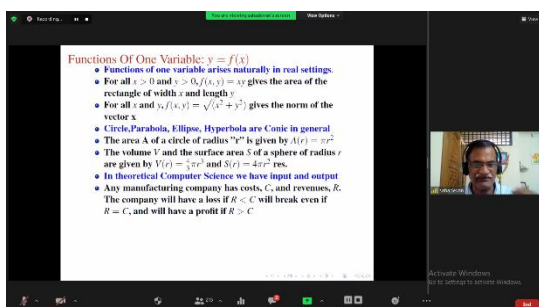 Recording...
You are viewing
screen
View Options
View
Functions Of One Variable: y = f(x)
• Functions of one variable arises naturally in real settings.
• For all x > 0 and y > 0, f(x, y) = xy gives the area of the
rectangle of width x and length y
• For all x and y, f(x, y) = √(x² + y²) gives the norm of the
vector x
• Circle,Parabola, Ellipse, Hyperbola are Conic in general
• The area A of a circle of radius "r" is given by A(r) = πr²
• The volume V and the surface area S of a sphere of radius r
are given by V(r) = 4/3πr³ and S(r) = 4πr² res.
• In theoretical Computer Science we have input and output
• Any manufacturing company has costs, C, and revenues, R.
The company will have a loss if R < C will break even if
R = C, and will have a profit if R > C
Activate Windows
Go to Settings to activate Windows.
End